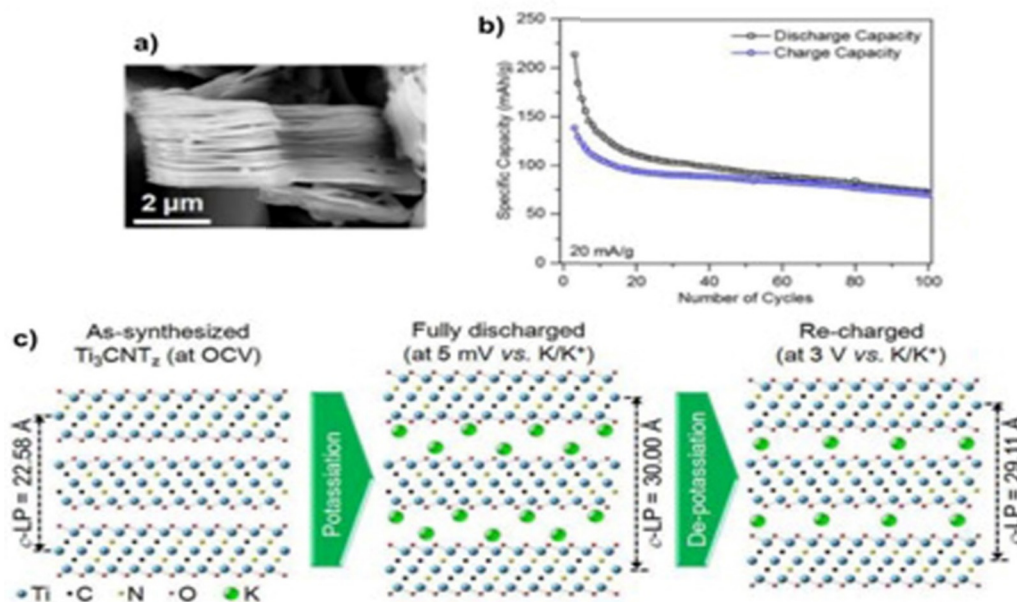 a)
2 µm
b)
Discharge Capacity
Charge Capacity
Specific Capacity (mAh/g)
250
200
150
100
50
0
20 mA/g
0
20
40
60
80
100
Number of Cycles
c)
As-synthesized
Ti₃CNT𝓏 (at OCV)
Fully discharged
(at 5 mV vs. K/K⁺)
Re-charged
(at 3 V vs. K/K⁺)
c-LP = 22.58 Å
Potassiation
c-LP = 30.00 Å
De-potassiation
c-LP = 29.11 Å
Ti C N O K